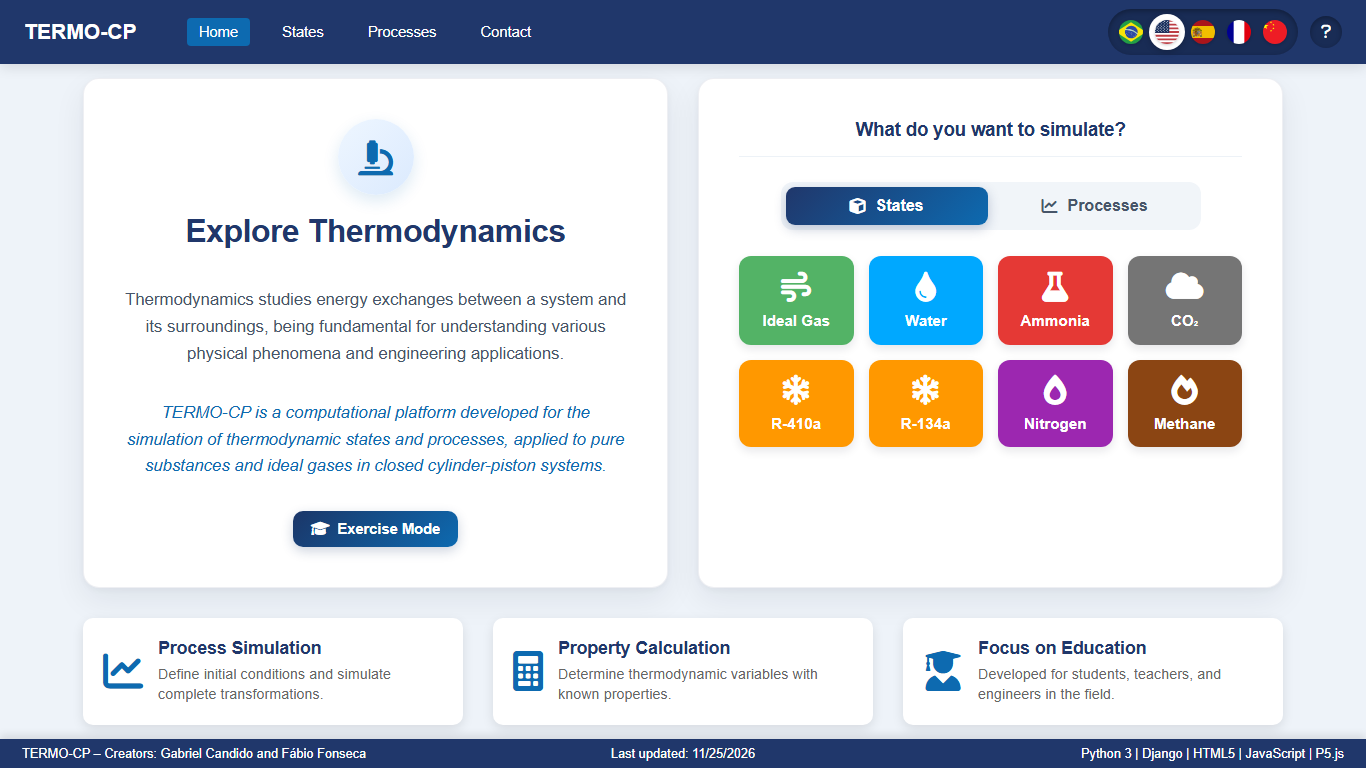 TERMO-CP
Home
States
Processes
Contact
?
Explore Thermodynamics
Thermodynamics studies energy exchanges between a system and
its surroundings, being fundamental for understanding various
physical phenomena and engineering applications.
TERMO-CP is a computational platform developed for the
simulation of thermodynamic states and processes, applied to pure
substances and ideal gases in closed cylinder-piston systems.
Exercise Mode
What do you want to simulate?
States
Processes
Ideal Gas
Water
Ammonia
CO₂
R-410a
R-134a
Nitrogen
Methane
Process Simulation
Define initial conditions and simulate
complete transformations.
Property Calculation
Determine thermodynamic variables with
known properties.
Focus on Education
Developed for students, teachers, and
engineers in the field.
TERMO-CP – Creators: Gabriel Candido and Fábio Fonseca
Last updated: 11/25/2026
Python 3 | Django | HTML5 | JavaScript | P5.js